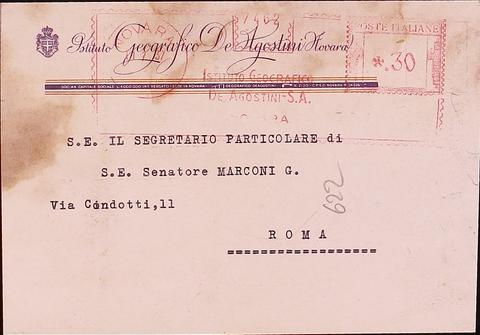 Istituto Geografico De Agostini Novara
POSTE ITALIANE
.30
NOVARA
ISTITUTO GEOGRAFICO
DE AGOSTINI-S.A.
S.E. IL SEGRETARIO PARTICOLARE di
S.E. Senatore MARCONI G.
Via Condotti,11
622
R O M A